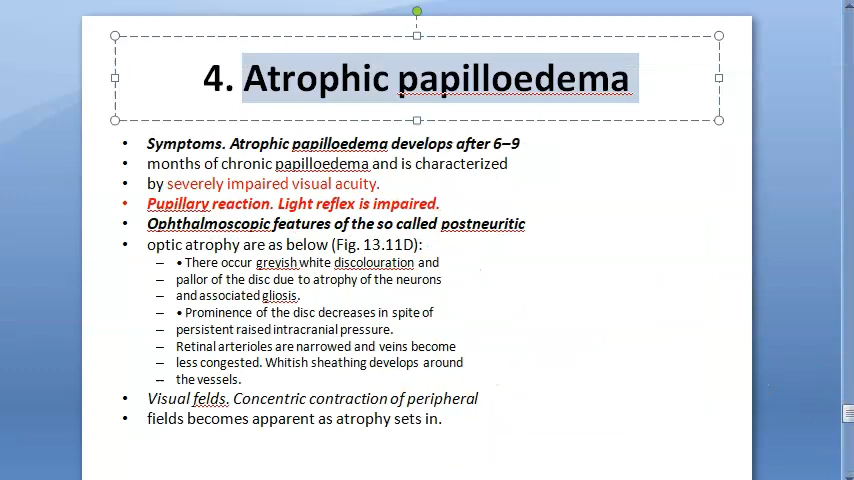 4. Atrophic papilloedema
• Symptoms. Atrophic papilloedema develops after 6–9
• months of chronic papilloedema and is characterized
• by severely impaired visual acuity.
• Pupillary reaction. Light reflex is impaired.
• Ophthalmoscopic features of the so called postneuritic
• optic atrophy are as below (Fig. 13.11D):
– • There occur greyish white discolouration and
– pallor of the disc due to atrophy of the neurons
– and associated gliosis.
– • Prominence of the disc decreases in spite of
– persistent raised intracranial pressure.
– Retinal arterioles are narrowed and veins become
– less congested. Whitish sheathing develops around
– the vessels.
• Visual felds. Concentric contraction of peripheral
• fields becomes apparent as atrophy sets in.